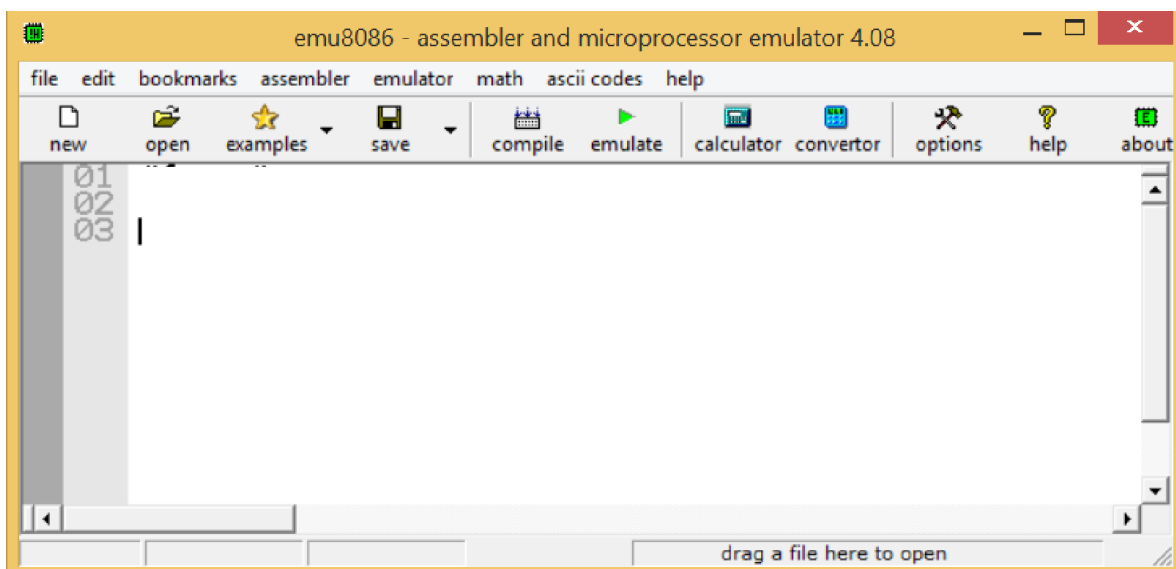 emu8086 - assembler and microprocessor emulator 4.08
file edit bookmarks assembler emulator math ascii codes help
new open examples save compile emulate calculator convertor options help about
01
02
03
drag a file here to open